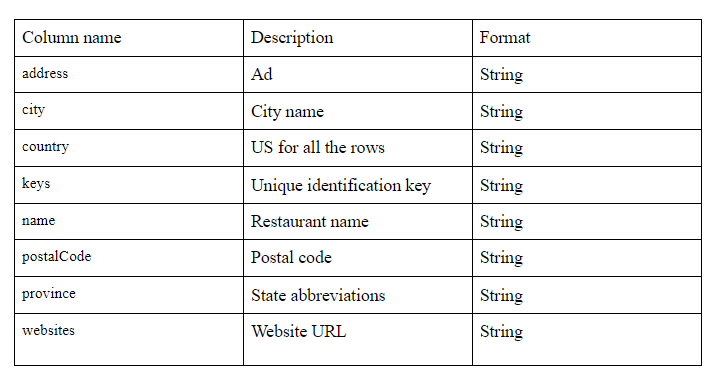 Column name Description Format
address Ad String
city City name String
country US for all the rows String
keys Unique identification key String
name Restaurant name String
postalCode Postal code String
province State abbreviations String
websites Website URL String